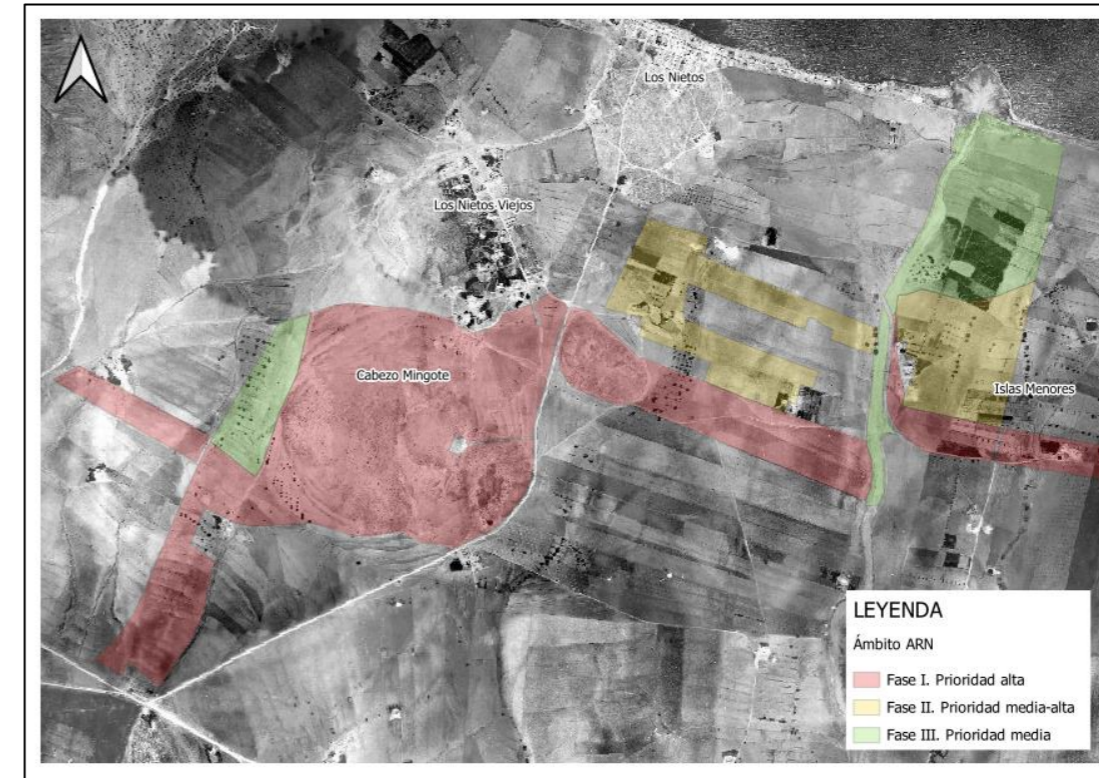 Los Nietos
Los Nietos Viejos
Cabezo Mingote
Islas Menores
LEYENDA
Ámbito ARN
Fase I. Prioridad alta
Fase II. Prioridad media-alta
Fase III. Prioridad media